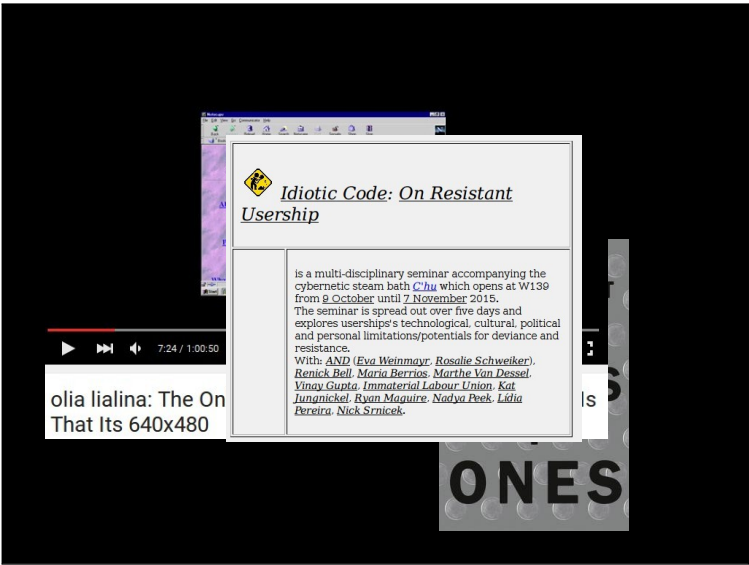 Netscape
Idiotic Code: On Resistant
Usership
is a multi-disciplinary seminar accompanying the
cybernetic steam bath C'hu which opens at W139
from 9 October until 7 November 2015.
The seminar is spread out over five days and
explores userships's technological, cultural, political
and personal limitations/potentials for deviance and
resistance.
With: AND (Eva Weinmayr, Rosalie Schweiker),
Renick Bell, Maria Berrios, Marthe Van Dessel,
Vinay Gupta, Immaterial Labour Union, Kat
Jungnickel, Ryan Maguire, Nadya Peek, Lídia
Pereira, Nick Srnicek.
7:24 / 1:00:50
olia lialina: The On
That Its 640x480
ONES